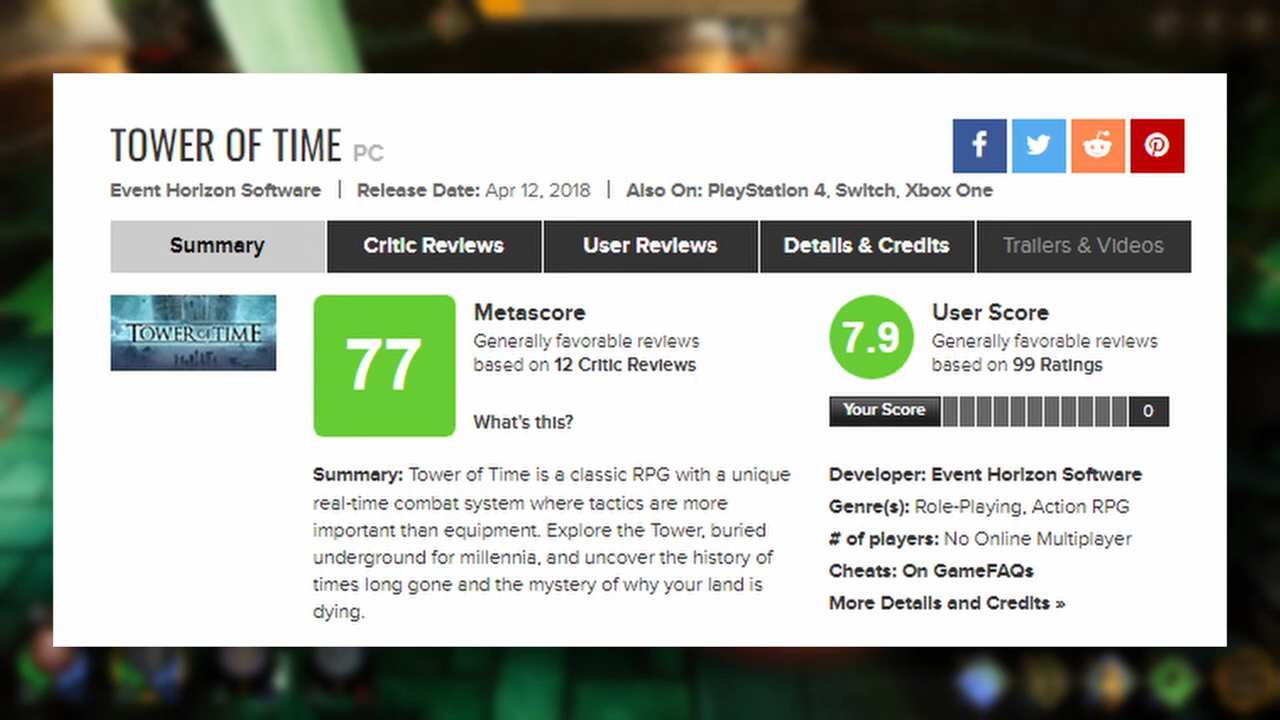 TOWER OF TIME PC
Event Horizon Software | Release Date: Apr 12, 2018 | Also On: PlayStation 4, Switch, Xbox One
Summary
Critic Reviews
User Reviews
Details & Credits
Trailers & Videos
TOWER OF TIME
77
Metascore
Generally favorable reviews
based on 12 Critic Reviews
What's this?
7.9
User Score
Generally favorable reviews
based on 99 Ratings
Your Score
0
Summary: Tower of Time is a classic RPG with a unique
real-time combat system where tactics are more
important than equipment. Explore the Tower, buried
underground for millennia, and uncover the history of
times long gone and the mystery of why your land is
dying.
Developer: Event Horizon Software
Genre(s): Role-Playing, Action RPG
# of players: No Online Multiplayer
Cheats: On GameFAQs
More Details and Credits »